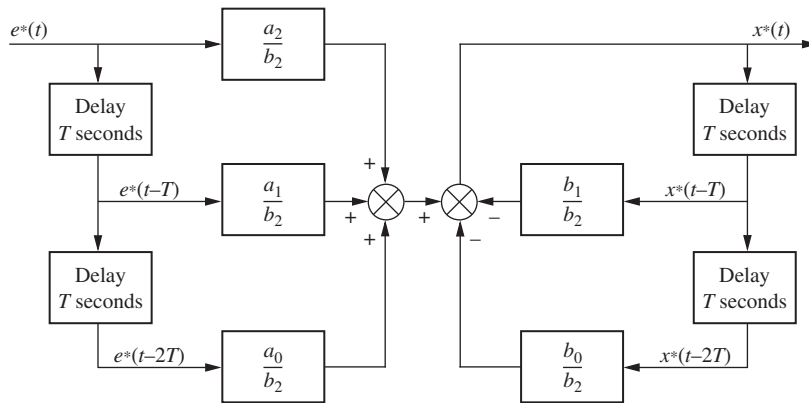 e*(t)
a2
b2
x*(t)
Delay
T seconds
Delay
T seconds
+
e*(t–T)
a1
b2
+
+
+
–
b1
b2
x*(t–T)
–
Delay
T seconds
Delay
T seconds
e*(t–2T)
a0
b2
b0
b2
x*(t–2T)